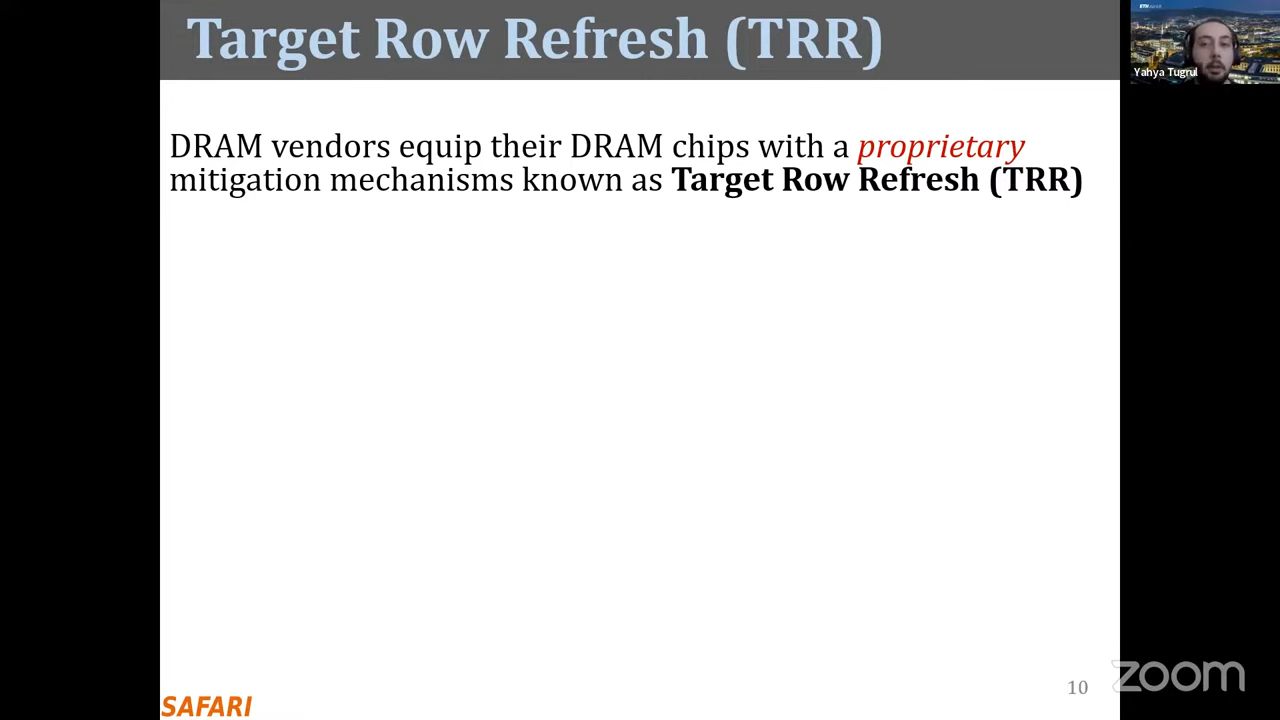 Target Row Refresh (TRR)
Yahya Tugrul
DRAM vendors equip their DRAM chips with a proprietary
mitigation mechanisms known as Target Row Refresh (TRR)
10
zoom
SAFARI